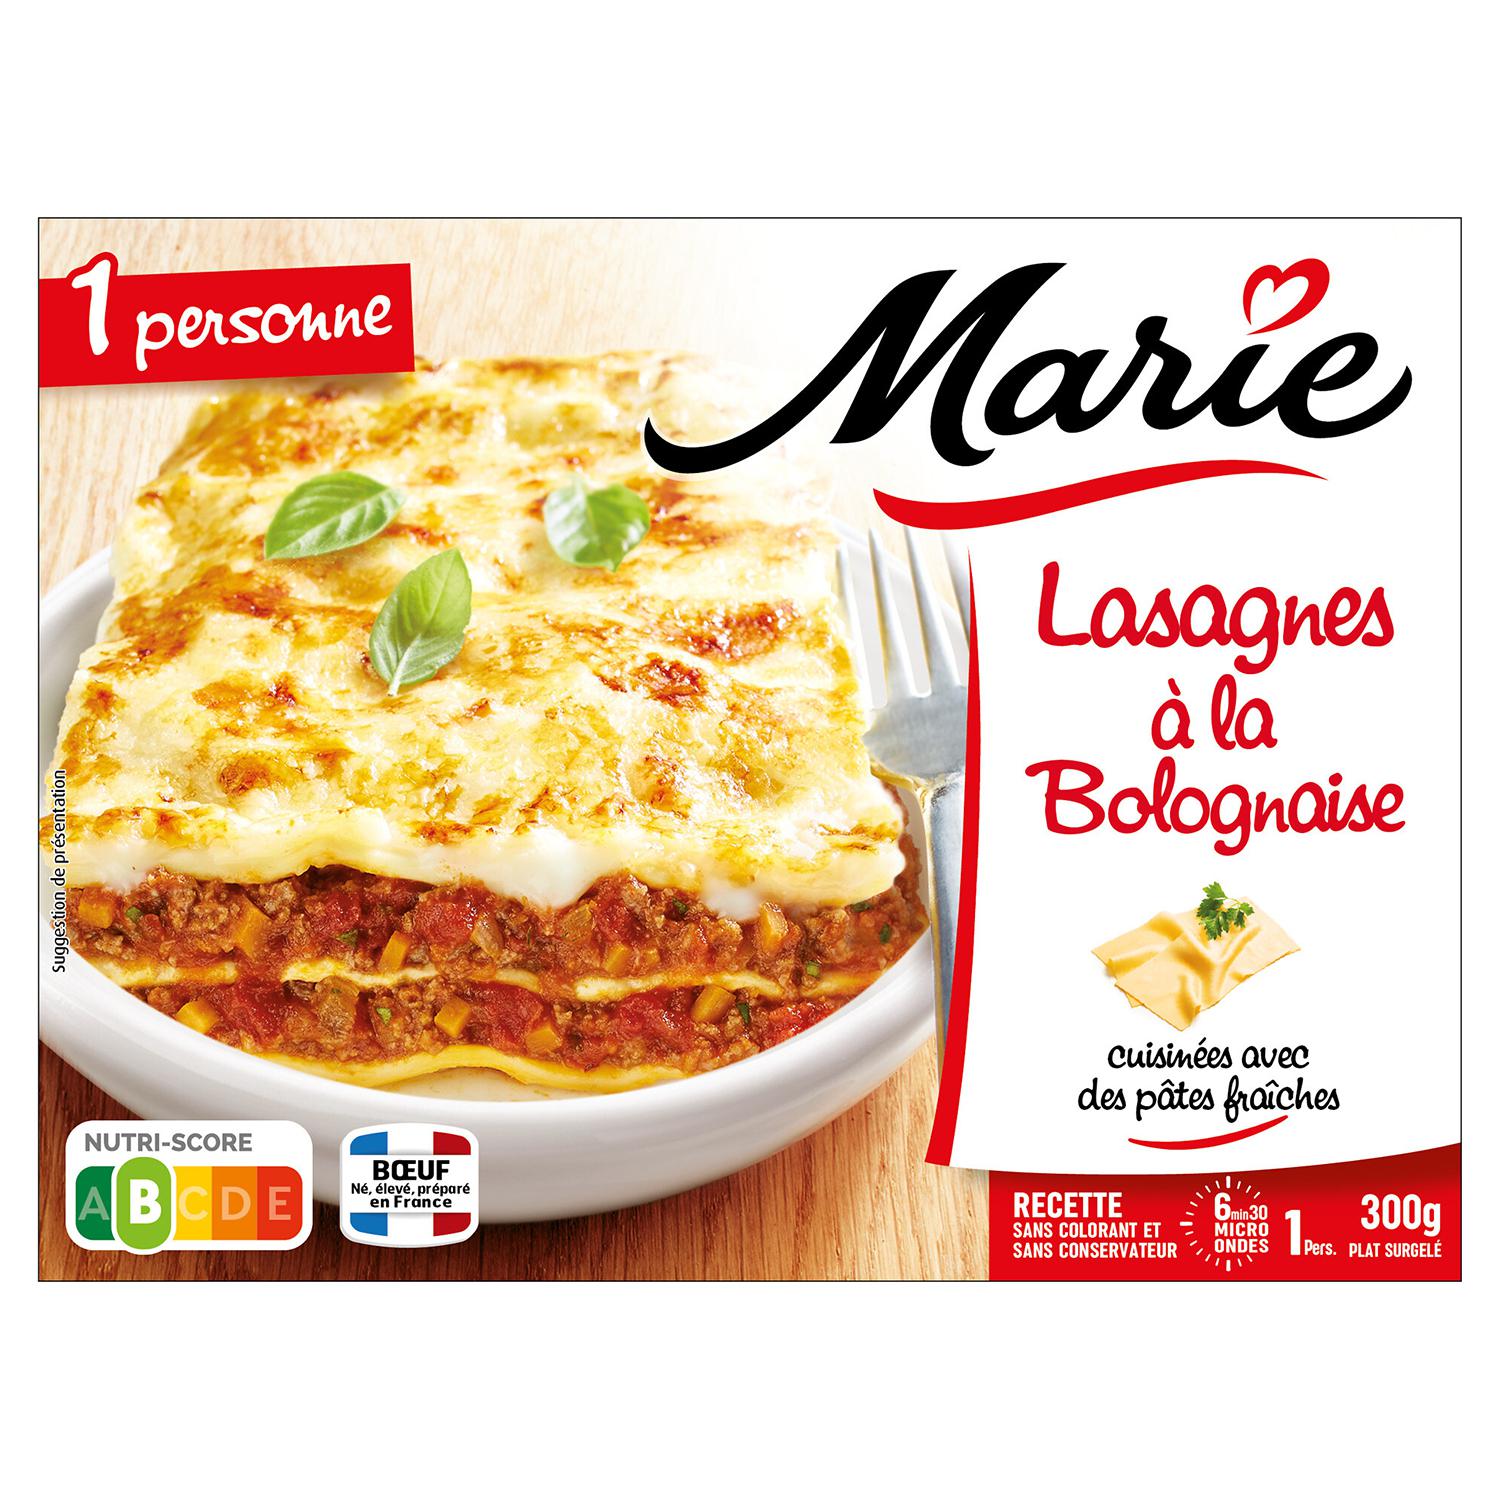 1 personne
Marie
Lasagnes
à la
Bolognaise
cuisinées avec
des pâtes fraîches
Suggestion de présentation
NUTRI-SCORE
A B C D E
BŒUF
Né, élevé, préparé
en France
RECETTE
SANS COLORANT ET
SANS CONSERVATEUR
6min30
MICRO
ONDES
1 Pers.
300g
PLAT SURGELÉ